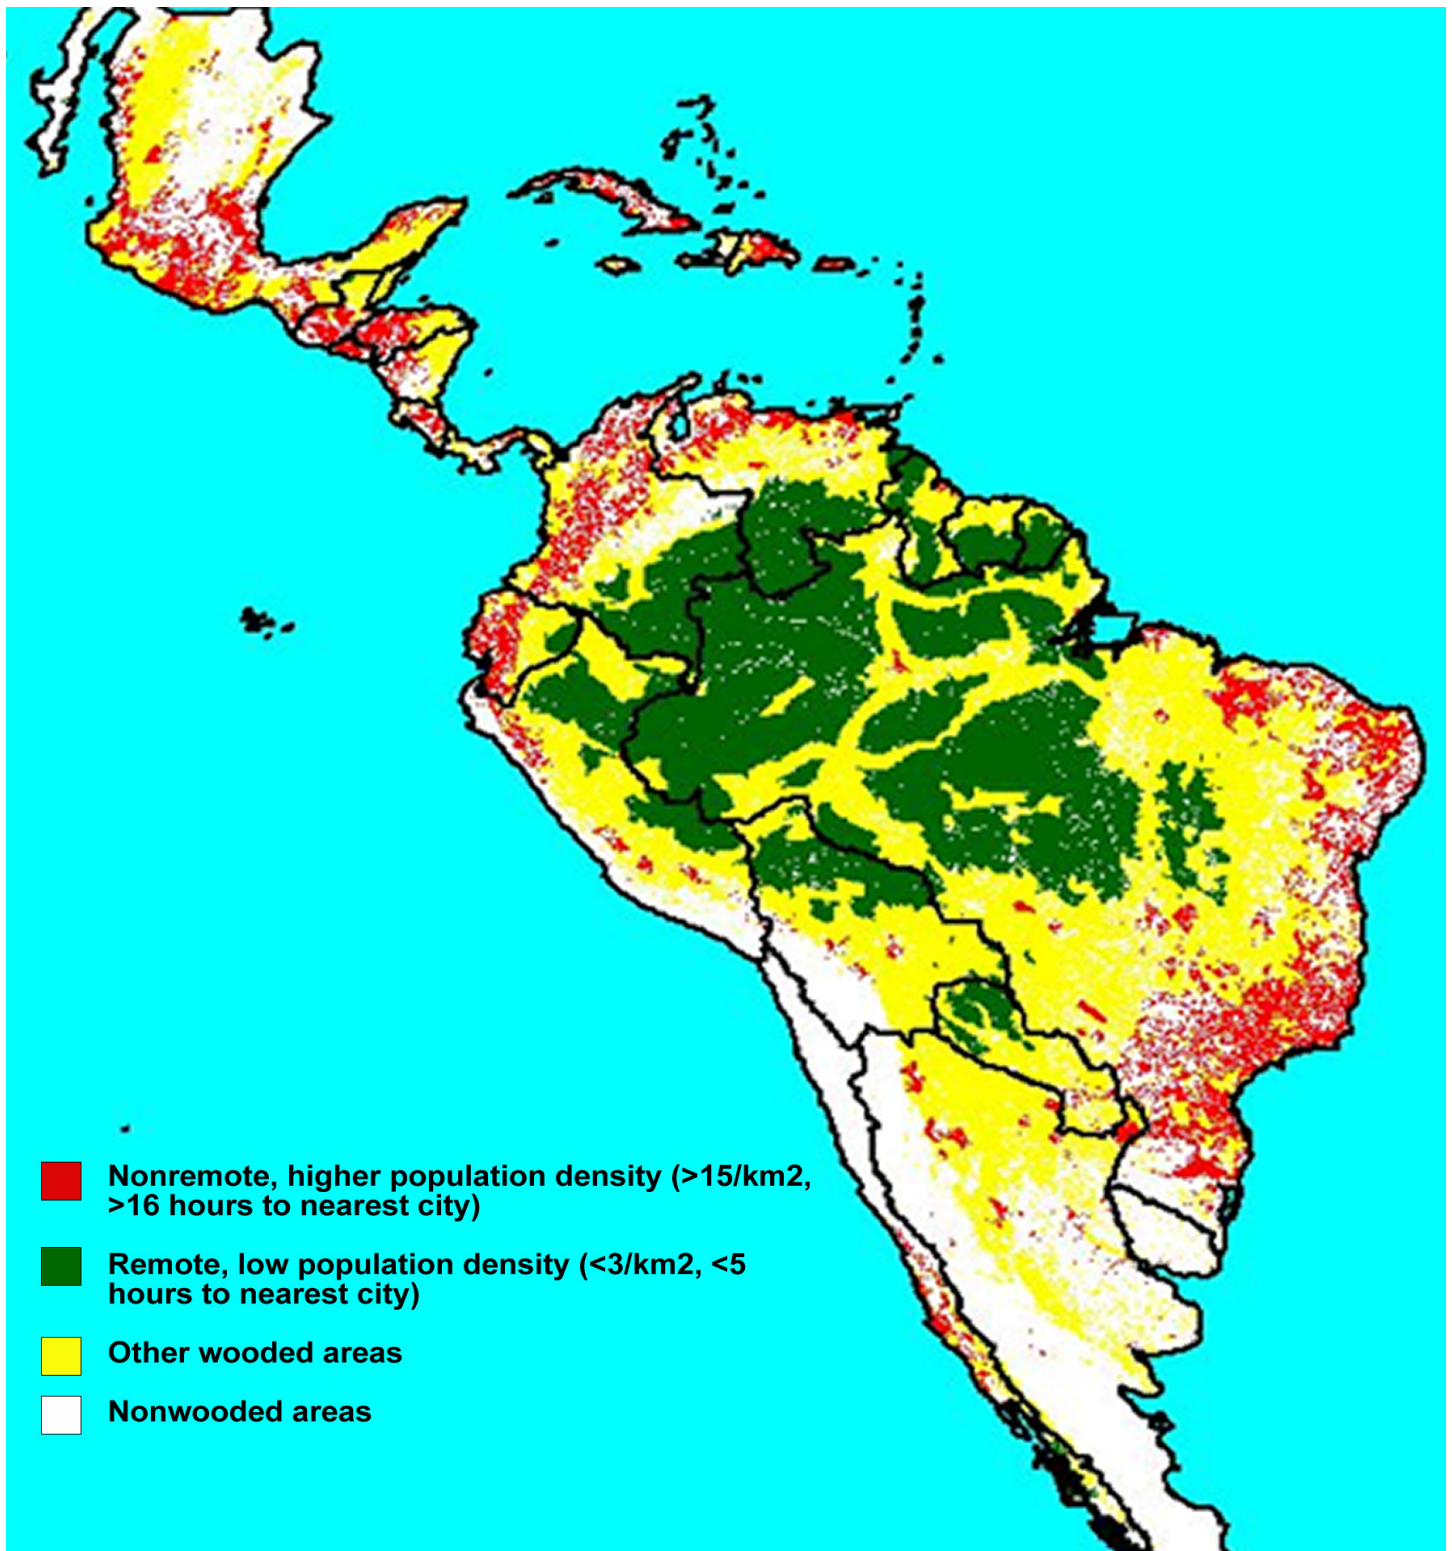 Nonremote, higher population density (>15/km2,
>16 hours to nearest city)
Remote, low population density (<3/km2, <5
hours to nearest city)
Other wooded areas
Nonwooded areas